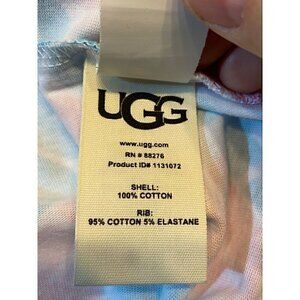 UGG
www.ugg.com
RN # 88276
Product ID# 1131072
SHELL:
100% COTTON
RIB:
95% COTTON 5% ELASTANE